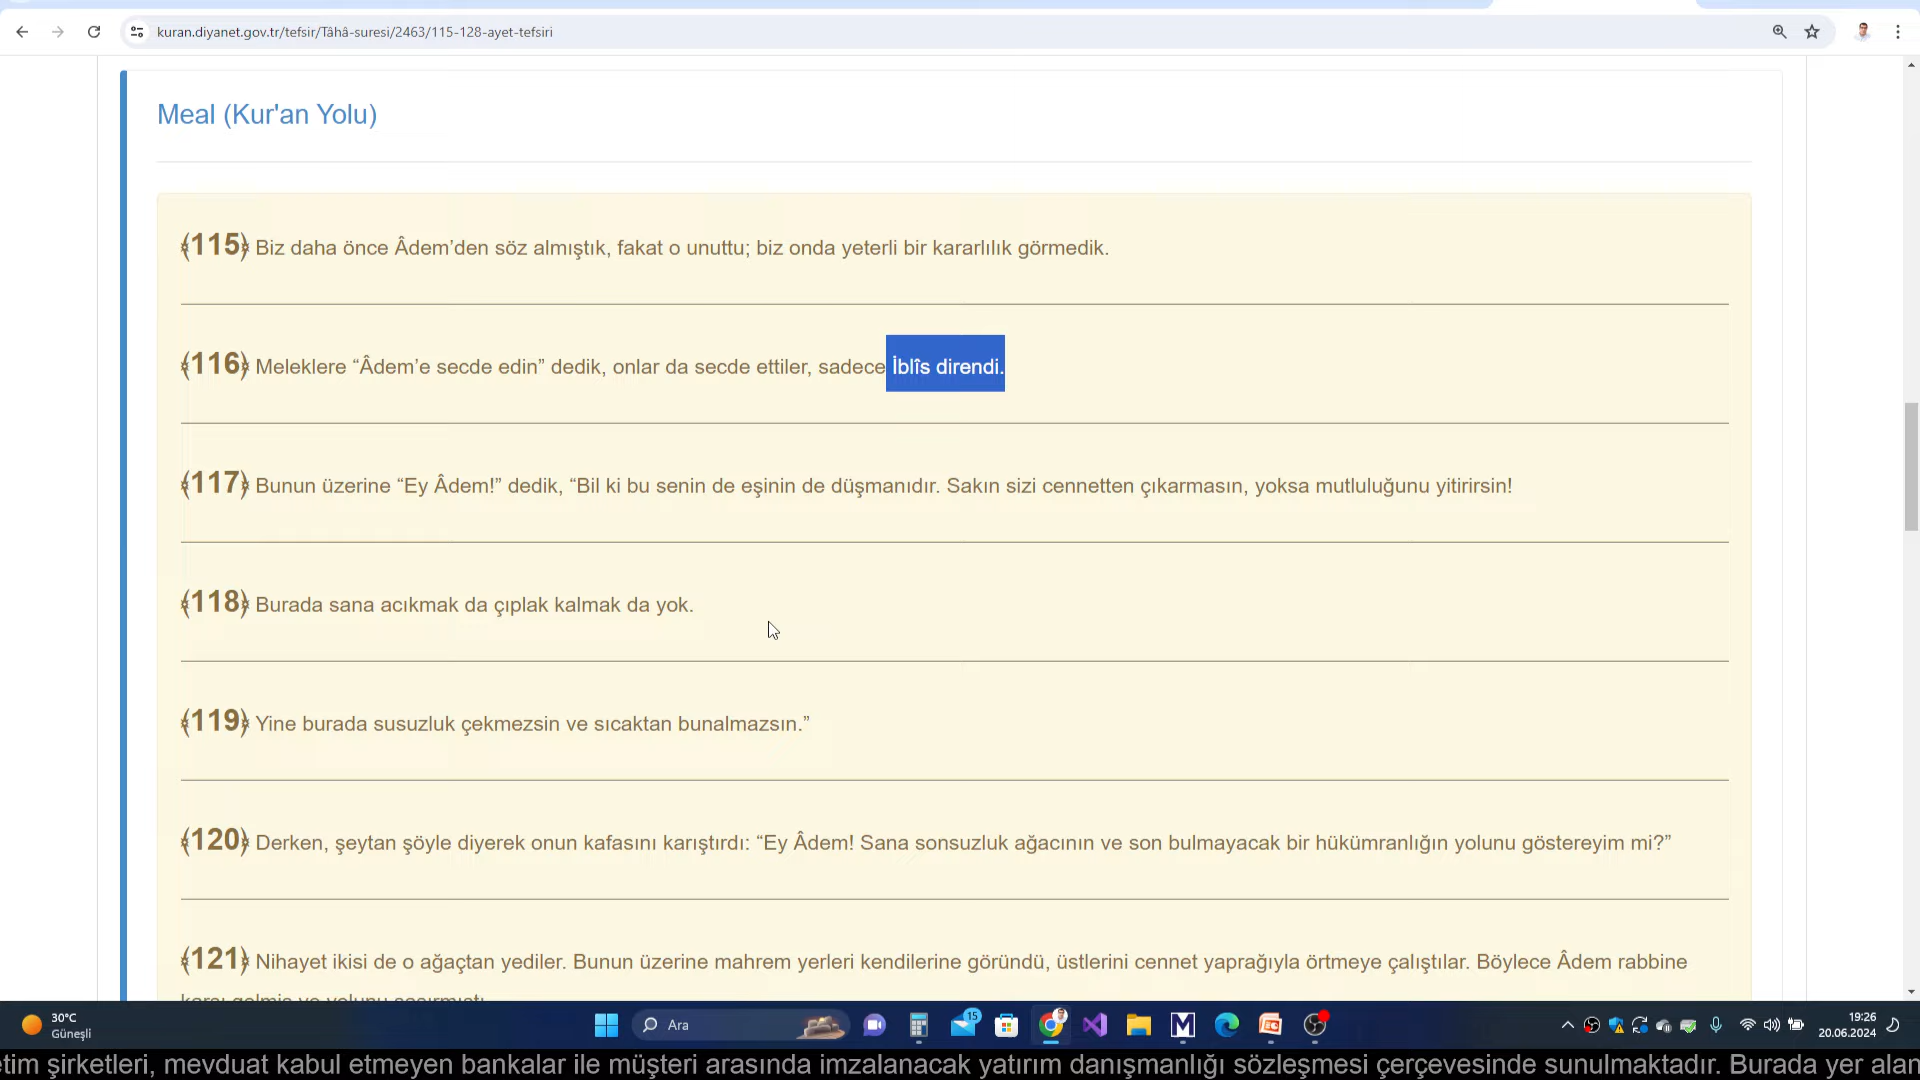 kuran.diyanet.gov.tr/tefsir/Tâhâ-suresi/2463/115-128-ayet-tefsiri
Meal (Kur'an Yolu)
﴾115﴿ Biz daha önce Âdem’den söz almıştık, fakat o unuttu; biz onda yeterli bir kararlılık görmedik.
﴾116﴿ Meleklere “Âdem’e secde edin” dedik, onlar da secde ettiler, sadece İblîs direndi.
﴾117﴿ Bunun üzerine “Ey Âdem!” dedik, “Bil ki bu senin de eşinin de düşmanıdır. Sakın sizi cennetten çıkarmasın, yoksa mutluluğunu yitirirsin!
﴾118﴿ Burada sana acıkmak da çıplak kalmak da yok.
﴾119﴿ Yine burada susuzluk çekmezsin ve sıcaktan bunalmazsın.”
﴾120﴿ Derken, şeytan şöyle diyerek onun kafasını karıştırdı: “Ey Âdem! Sana sonsuzluk ağacının ve son bulmayacak bir hükümranlığın yolunu göstereyim mi?”
﴾121﴿ Nihayet ikisi de o ağaçtan yediler. Bunun üzerine mahrem yerleri kendilerine göründü, üstlerini cennet yaprağıyla örtmeye çalıştılar. Böylece Âdem rabbine
karşı gelmiş ve yolunu şaşırmıştı.
30°C
Güneşli
Ara
15
19:26
20.06.2024
etim şirketleri, mevduat kabul etmeyen bankalar ile müşteri arasında imzalanacak yatırım danışmanlığı sözleşmesi çerçevesinde sunulmaktadır. Burada yer alan